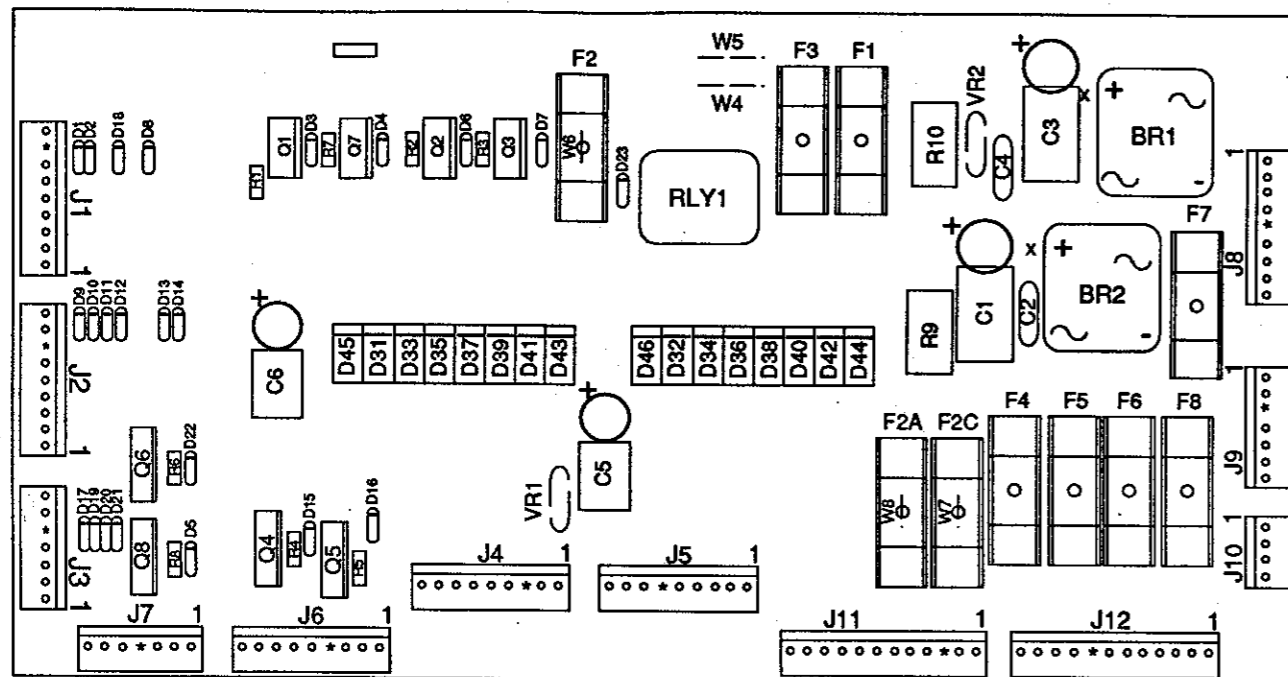 W5
F3
F1
F2
W4
VR2
+
C3
x
+
BR1
-
R10
C4
D1
D2
D18
D8
Q1
D3
R7
Q7
D4
R2
Q2
D6
R3
Q3
D7
W6
D23
RLY1
R1
J1
1
1
J8
F7
+
C1
x
+
BR2
C2
R9
D9
D10
D11
D12
D13
D14
J2
1
+
C6
D45
D31
D33
D35
D37
D39
D41
D43
D46
D32
D34
D36
D38
D40
D42
D44
+
C5
VR1
F2A
F2C
F4
F5
F6
F8
W8
W7
1
J9
1
J10
Q6
R6
D22
D17
D19
D20
D21
Q8
R8
D5
J3
1
Q4
R4
D15
Q5
R5
D16
J4 1
J5 1
J7 1
J6 1
J11 1
J12 1